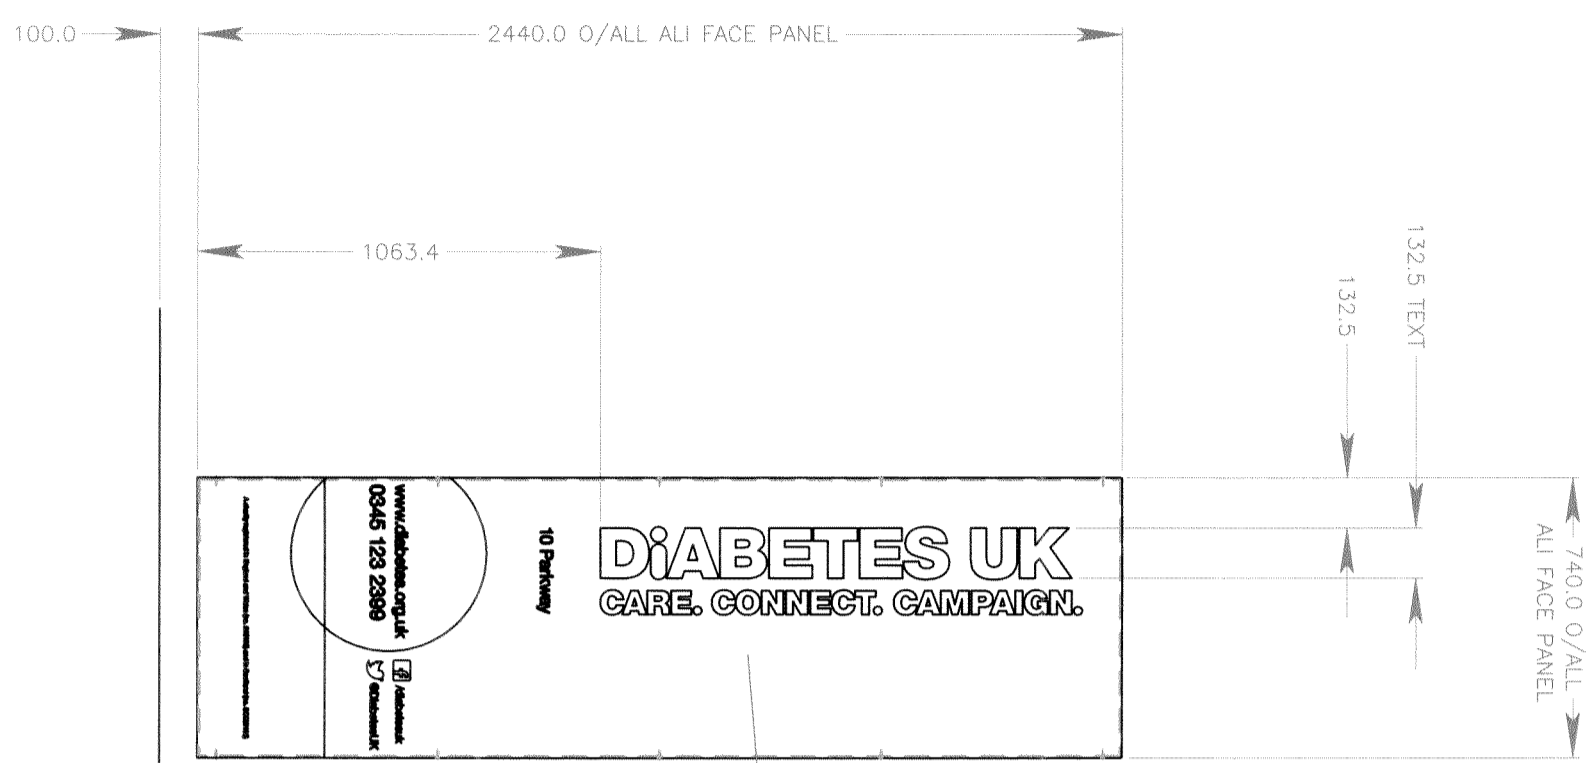 100.0
2440.0 O/ALL ALI FACE PANEL
1063.4
132.5
132.5 TEXT
740.0 O/ALL
ALI FACE PANEL
DiABETES UK
CARE. CONNECT. CAMPAIGN.
10 Parkway
www.diabetes.org.uk
0345 123 2399
/diabetesuk
@DiabetesUK